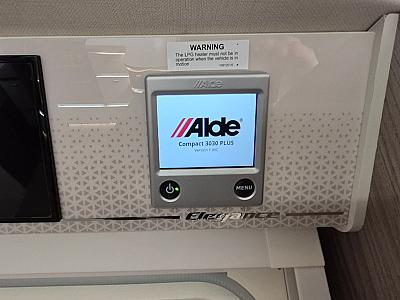 WARNING
The LPG heater must not be in
operation when the vehicle is in
motion
Alde
Alde®
Compact 3030 PLUS
MENU
Elegance